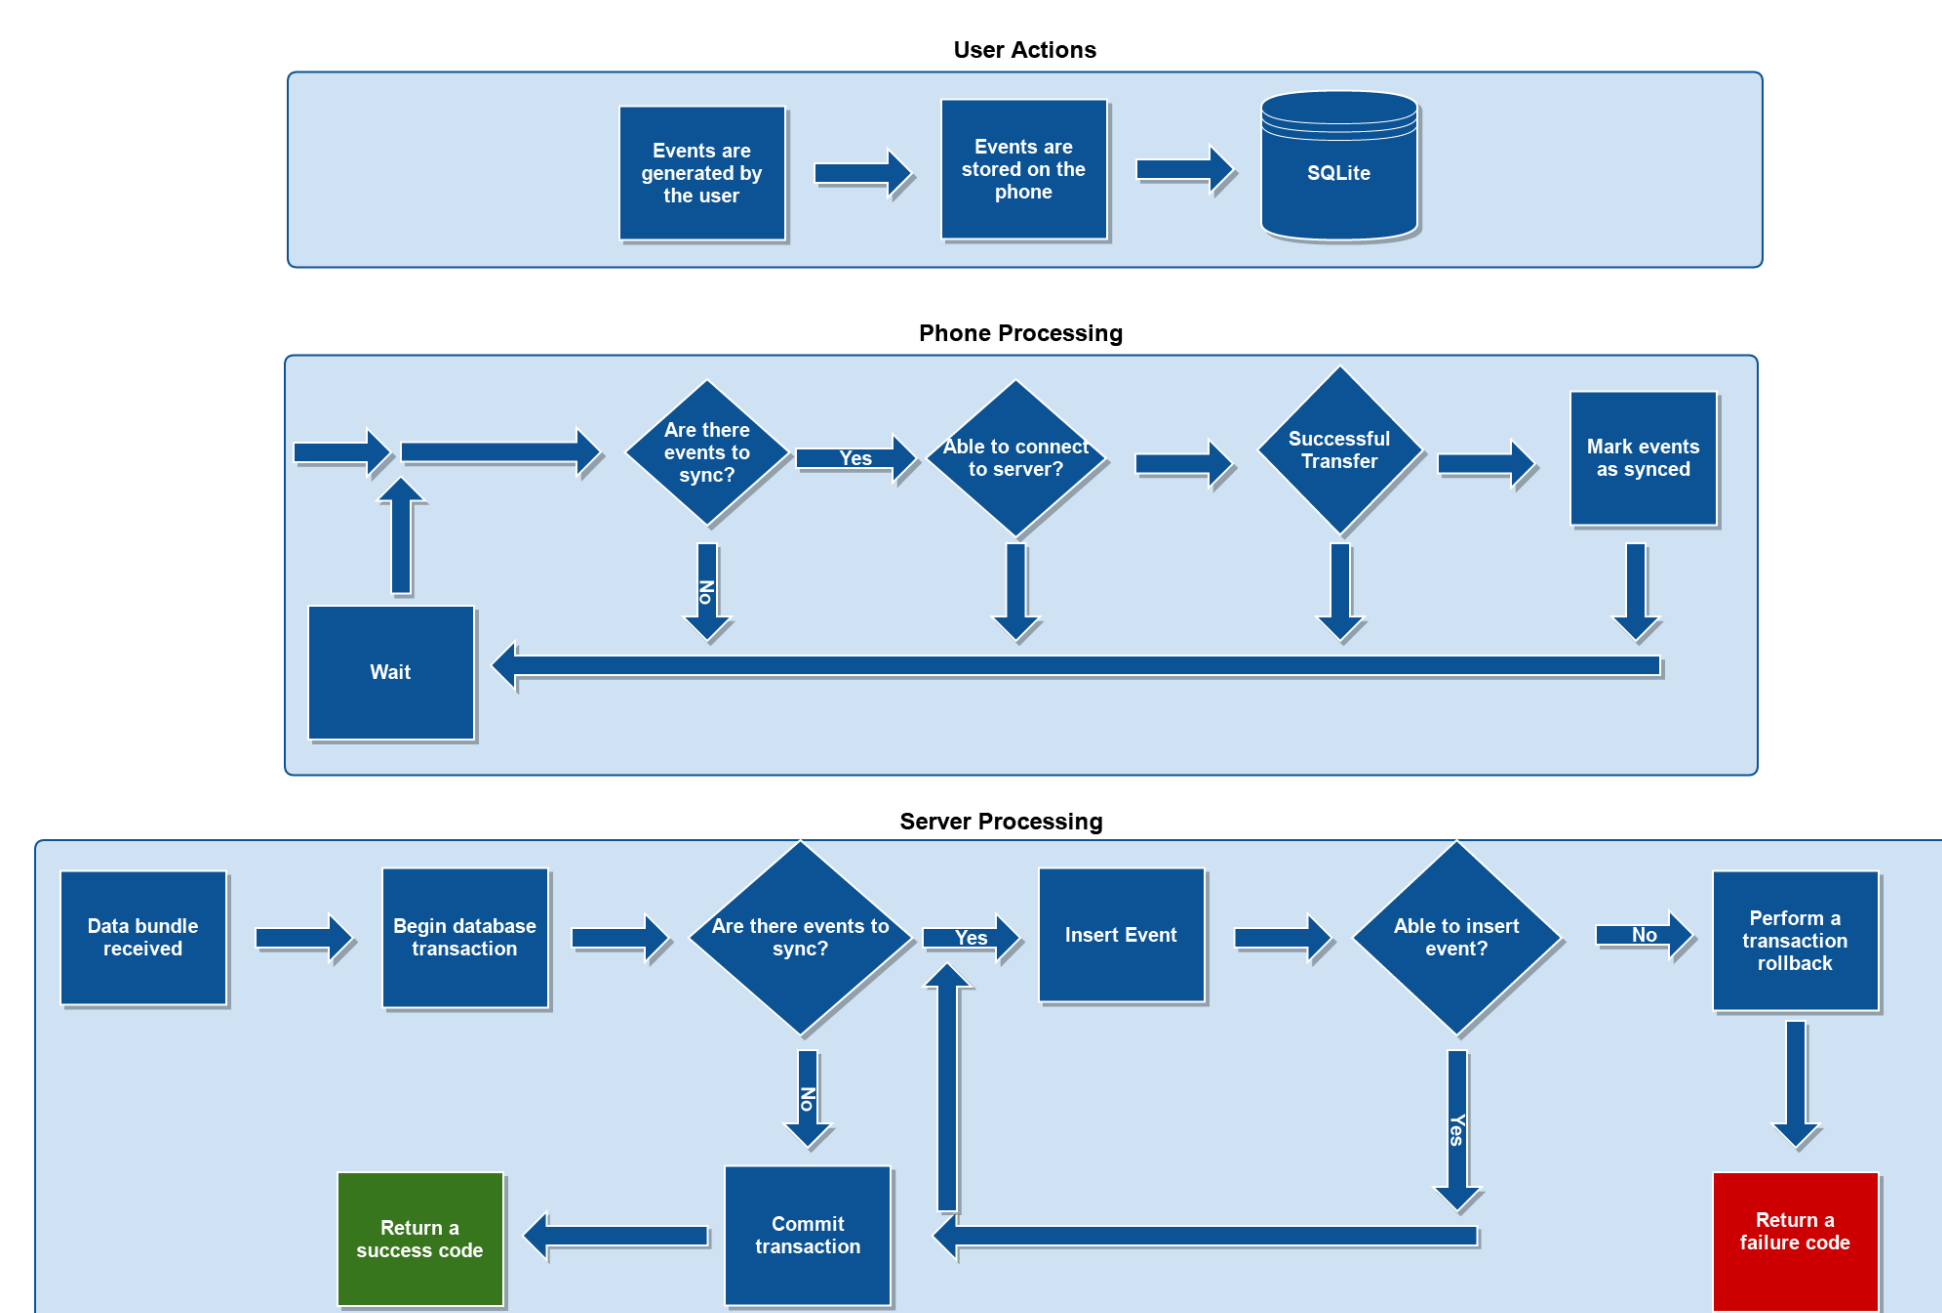 User Actions
Events are
generated by
the user
Events are
stored on the
phone
SQLite
Phone Processing
Are there
events to
sync?
Yes
Able to connect
to server?
Successful
Transfer
Mark events
as synced
No
Wait
Server Processing
Data bundle
received
Begin database
transaction
Are there events to
sync?
Yes
Insert Event
Able to insert
event?
No
Perform a
transaction
rollback
No
Yes
Return a
success code
Commit
transaction
Return a
failure code